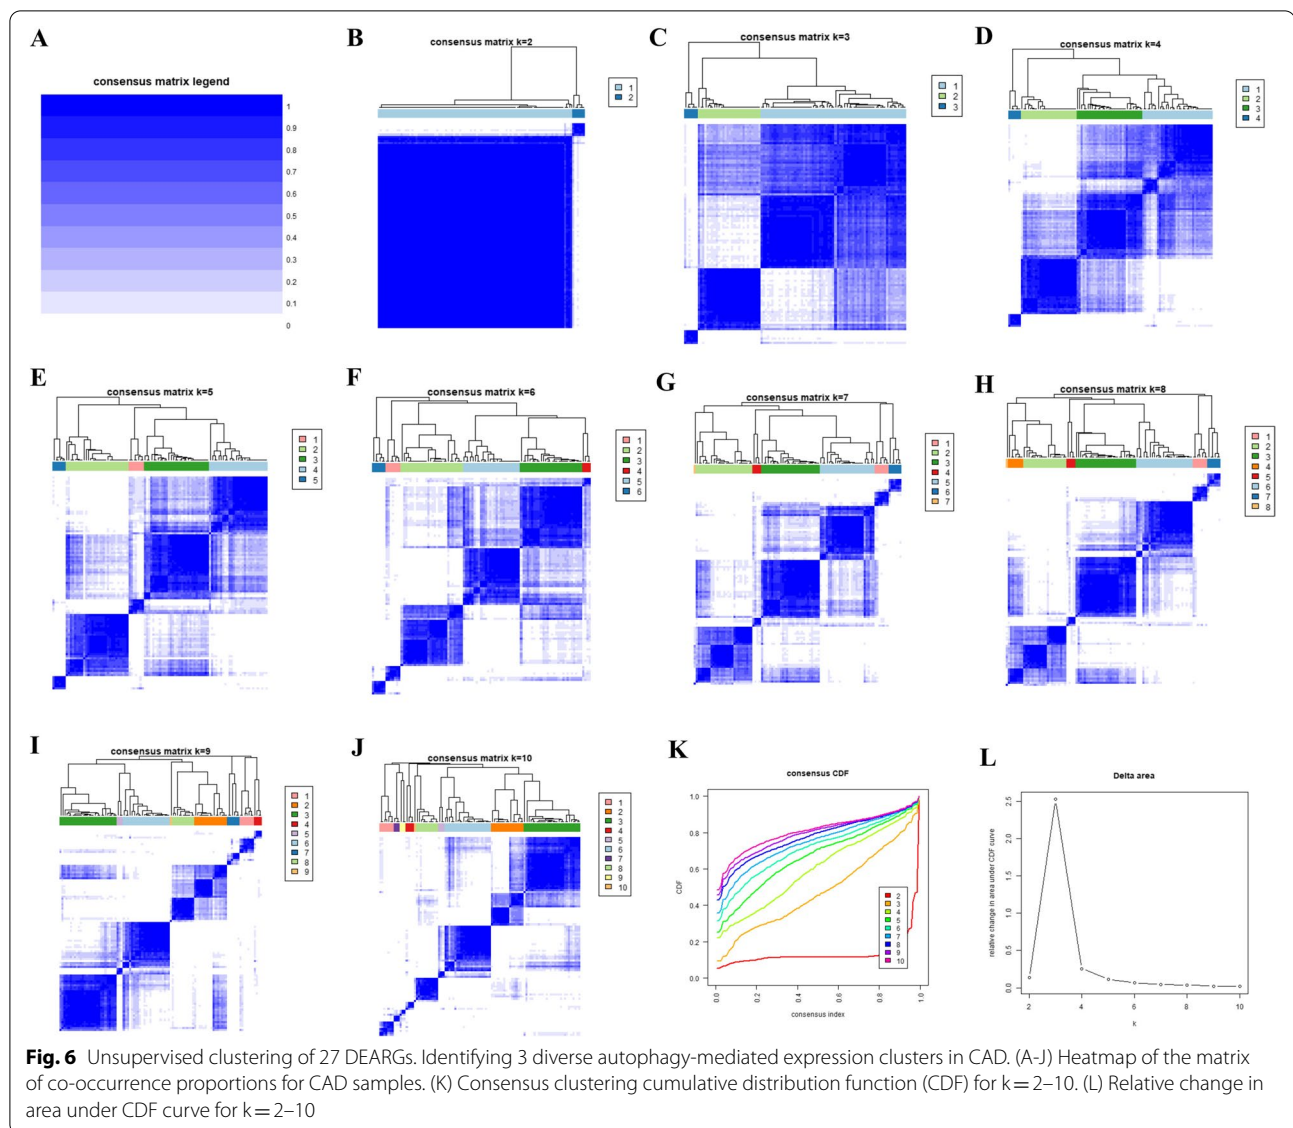 A
consensus matrix legend
1
0.9
0.8
0.7
0.6
0.5
0.4
0.3
0.2
0.1
0
B
consensus matrix k=2
1
2
C
consensus matrix k=3
1
2
3
D
consensus matrix k=4
1
2
3
4
E
consensus matrix k=5
1
2
3
4
5
F
consensus matrix k=6
1
2
3
4
5
6
G
consensus matrix k=7
1
2
3
4
5
6
7
H
consensus matrix k=8
1
2
3
4
5
6
7
8
I
consensus matrix k=9
1
2
3
4
5
6
7
8
9
J
consensus matrix k=10
1
2
3
4
5
6
7
8
9
10
K
consensus CDF
CDF
1.0
0.8
0.6
0.4
0.2
0.0
2
3
4
5
6
7
8
9
10
0.0 0.2 0.4 0.6 0.8 1.0
consensus index
L
Delta area
relative change in area under CDF curve
2.5
2.0
1.5
1.0
0.5
0.0
2 4 6 8 10
k
Fig. 6 Unsupervised clustering of 27 DEARGs. Identifying 3 diverse autophagy-mediated expression clusters in CAD. (A-J) Heatmap of the matrix
of co-occurrence proportions for CAD samples. (K) Consensus clustering cumulative distribution function (CDF) for k = 2–10. (L) Relative change in
area under CDF curve for k = 2–10